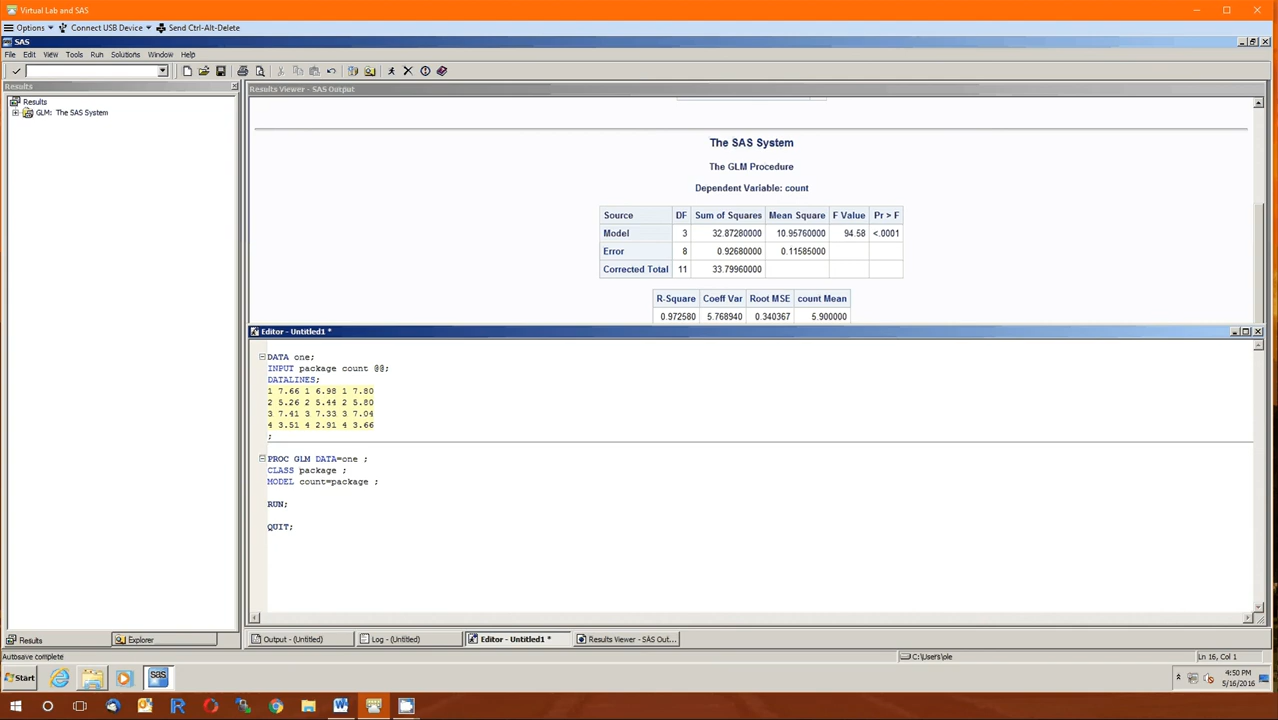 Virtual Lab and SAS
Options Connect USB Device Send Ctrl-Alt-Delete
SAS
File Edit View Tools Run Solutions Window Help
Results
Results Viewer - SAS Output
Results
GLM: The SAS System
The SAS System
The GLM Procedure
Dependent Variable: count
Source DF Sum of Squares Mean Square F Value Pr > F
Model 3 32.87280000 10.95760000 94.58 <.0001
Error 8 0.92680000 0.11585000
Corrected Total 11 33.79960000
R-Square Coeff Var Root MSE count Mean
0.972580 5.768940 0.340367 5.900000
Editor - Untitled1 *
DATA one;
INPUT package count @@;
DATALINES;
1 7.66 1 6.98 1 7.80
2 5.26 2 5.44 2 5.80
3 7.41 3 7.33 3 7.04
4 3.51 4 2.91 4 3.66
;
PROC GLM DATA=one ;
CLASS package ;
MODEL count=package ;
RUN;
QUIT;
Results Explorer
Output - (Untitled) Log - (Untitled) Editor - Untitled1 * Results Viewer - SAS Out...
Autosave complete C:\Users\ole Ln 16, Col 1
Start sas 4:50 PM
5/16/2016